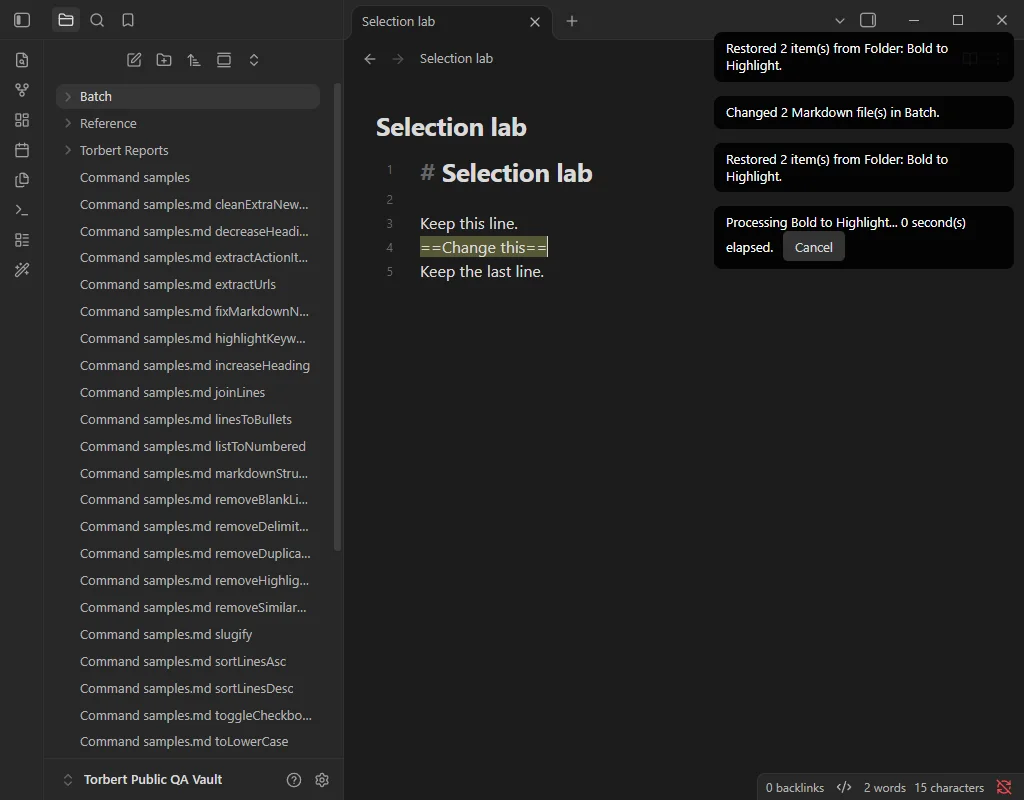 Selection lab
Selection lab
Batch
Reference
Torbert Reports
Command samples
Command samples.md cleanExtraNew...
Command samples.md decreaseHeadi...
Command samples.md extractActionIt...
Command samples.md extractUrls
Command samples.md fixMarkdownN...
Command samples.md highlightKeyw...
Command samples.md increaseHeading
Command samples.md joinLines
Command samples.md linesToBullets
Command samples.md listToNumbered
Command samples.md markdownStru...
Command samples.md removeBlankLi...
Command samples.md removeDelimit...
Command samples.md removeDuplica...
Command samples.md removeHighlig...
Command samples.md removeSimilar...
Command samples.md slugify
Command samples.md sortLinesAsc
Command samples.md sortLinesDesc
Command samples.md toggleCheckbo...
Command samples.md toLowerCase
Torbert Public QA Vault
Selection lab
1 # Selection lab
2
3 Keep this line.
4 ==Change this==
5 Keep the last line.
Restored 2 item(s) from Folder: Bold to
Highlight.
Changed 2 Markdown file(s) in Batch.
Restored 2 item(s) from Folder: Bold to
Highlight.
Processing Bold to Highlight... 0 second(s)
elapsed. Cancel
0 backlinks </> 2 words 15 characters